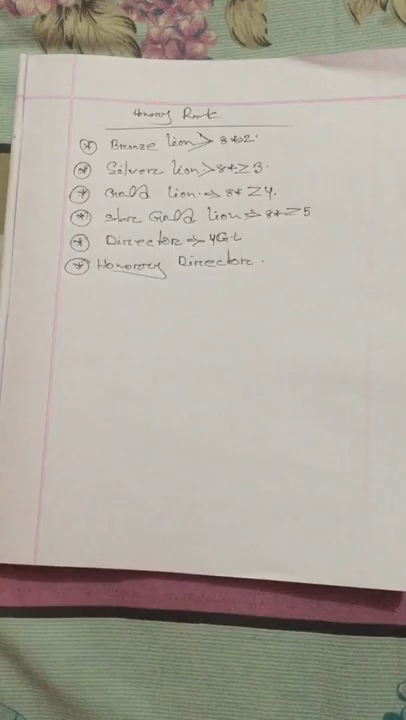 Honorary Rank
* Bronze Lion => 8*Z2.
* Silver Lion => 8*Z3.
* Gold Lion. => 8*Z4.
* Star Gold Lion => 8*Z5
* Director => 4G.L
* Honorary Director.